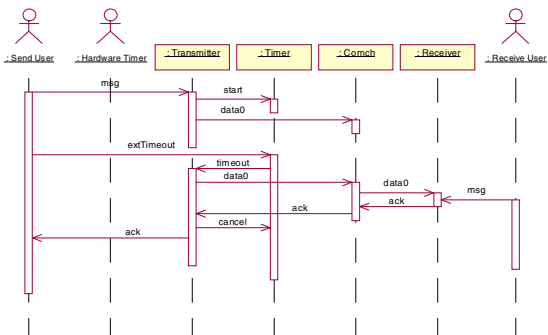 : Send User
: Hardware Timer
: Transmitter
: Timer
: Comch
: Receiver
: Receive User
msg
start
data0
extTimeout
timeout
data0
data0
msg
ack
ack
cancel
ack